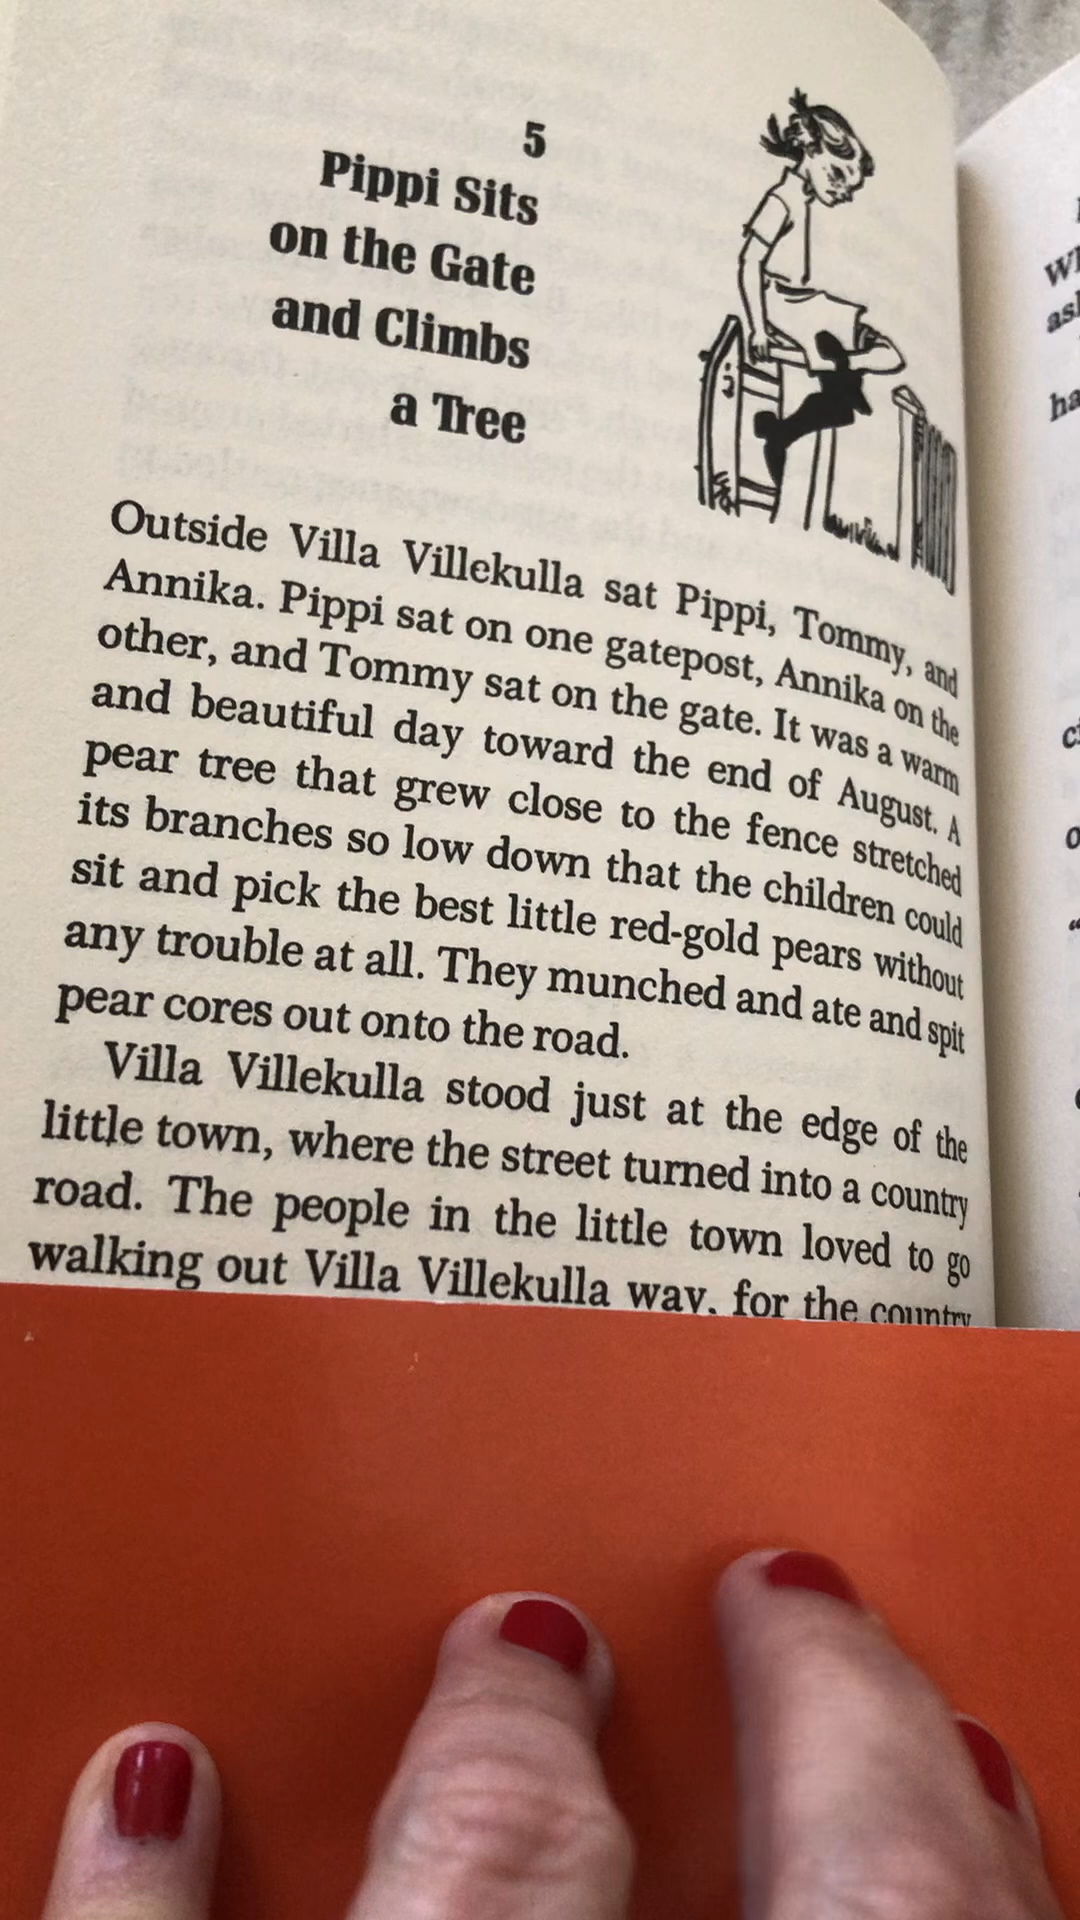 5
Pippi Sits
on the Gate
and Climbs
a Tree
Outside Villa Villekulla sat Pippi, Tommy, and
Annika. Pippi sat on one gatepost, Annika on the
other, and Tommy sat on the gate. It was a warm
and beautiful day toward the end of August. A
pear tree that grew close to the fence stretched
its branches so low down that the children could
sit and pick the best little red-gold pears without
any trouble at all. They munched and ate and spit
pear cores out onto the road.
Villa Villekulla stood just at the edge of the
little town, where the street turned into a country
road. The people in the little town loved to go
walking out Villa Villekulla way, for the country